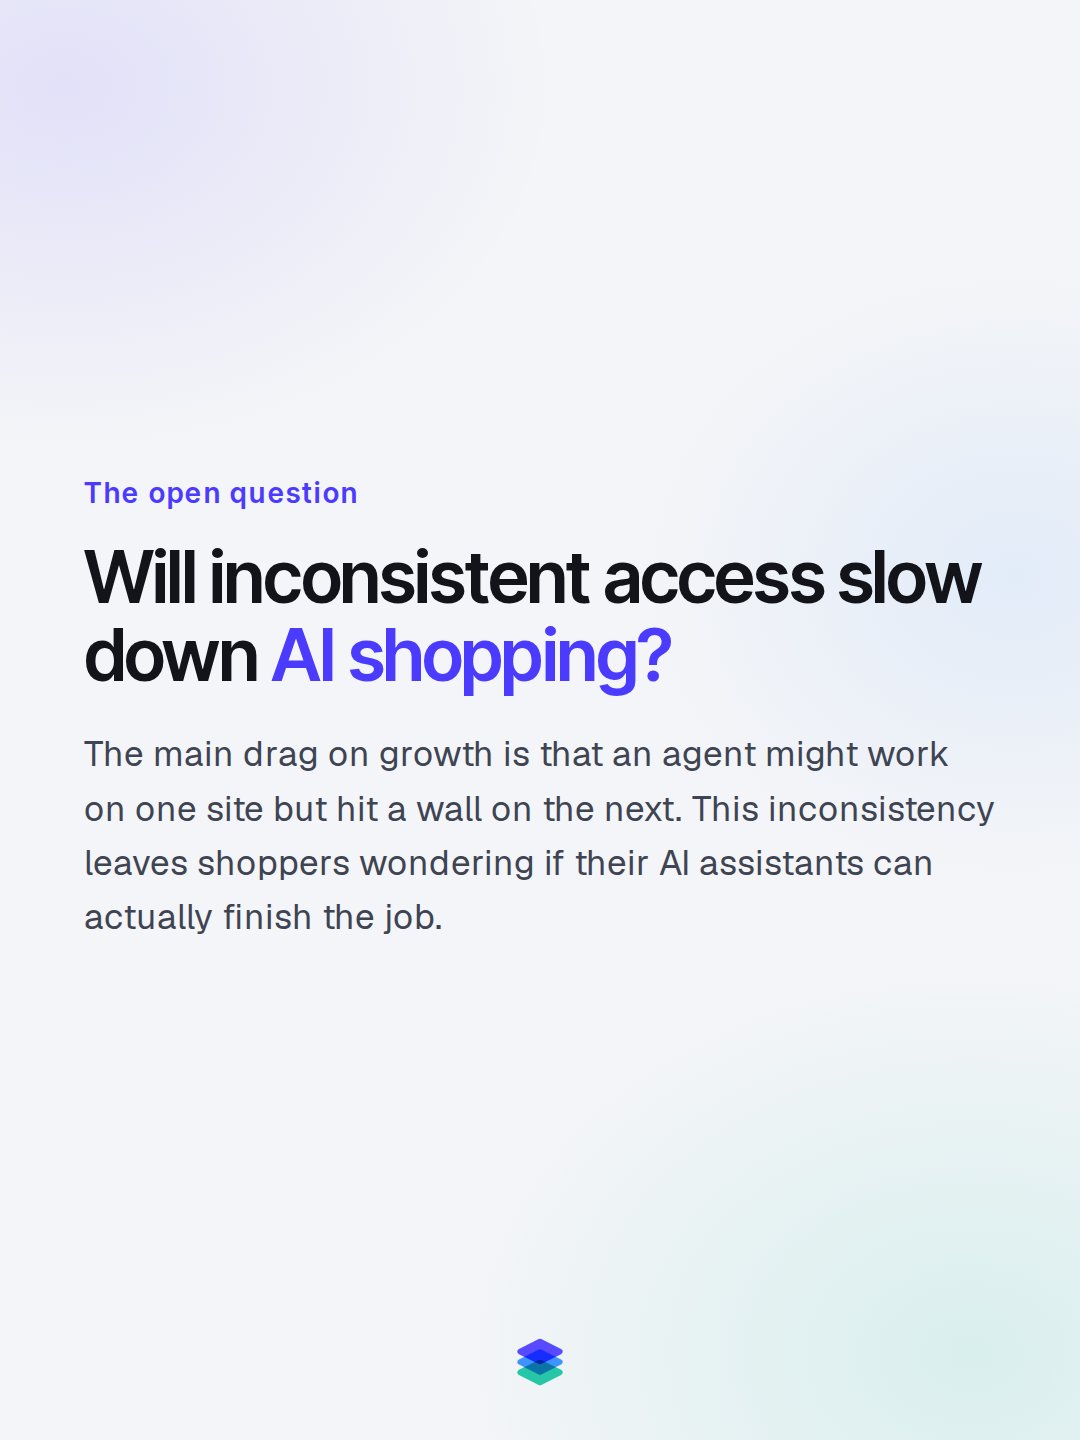 The open question
Will inconsistent access slow
down AI shopping?
The main drag on growth is that an agent might work
on one site but hit a wall on the next. This inconsistency
leaves shoppers wondering if their AI assistants can
actually finish the job.